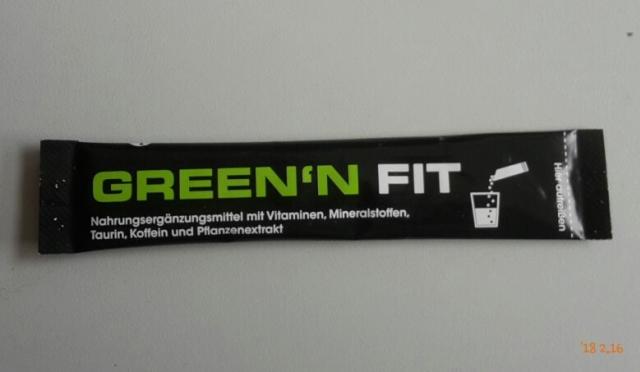 GREEN‘N FIT
Nahrungsergänzungsmittel mit Vitaminen, Mineralstoffen,
Taurin, Koffein und Pflanzenextrakt
Hier aufreißen
'18 2.16